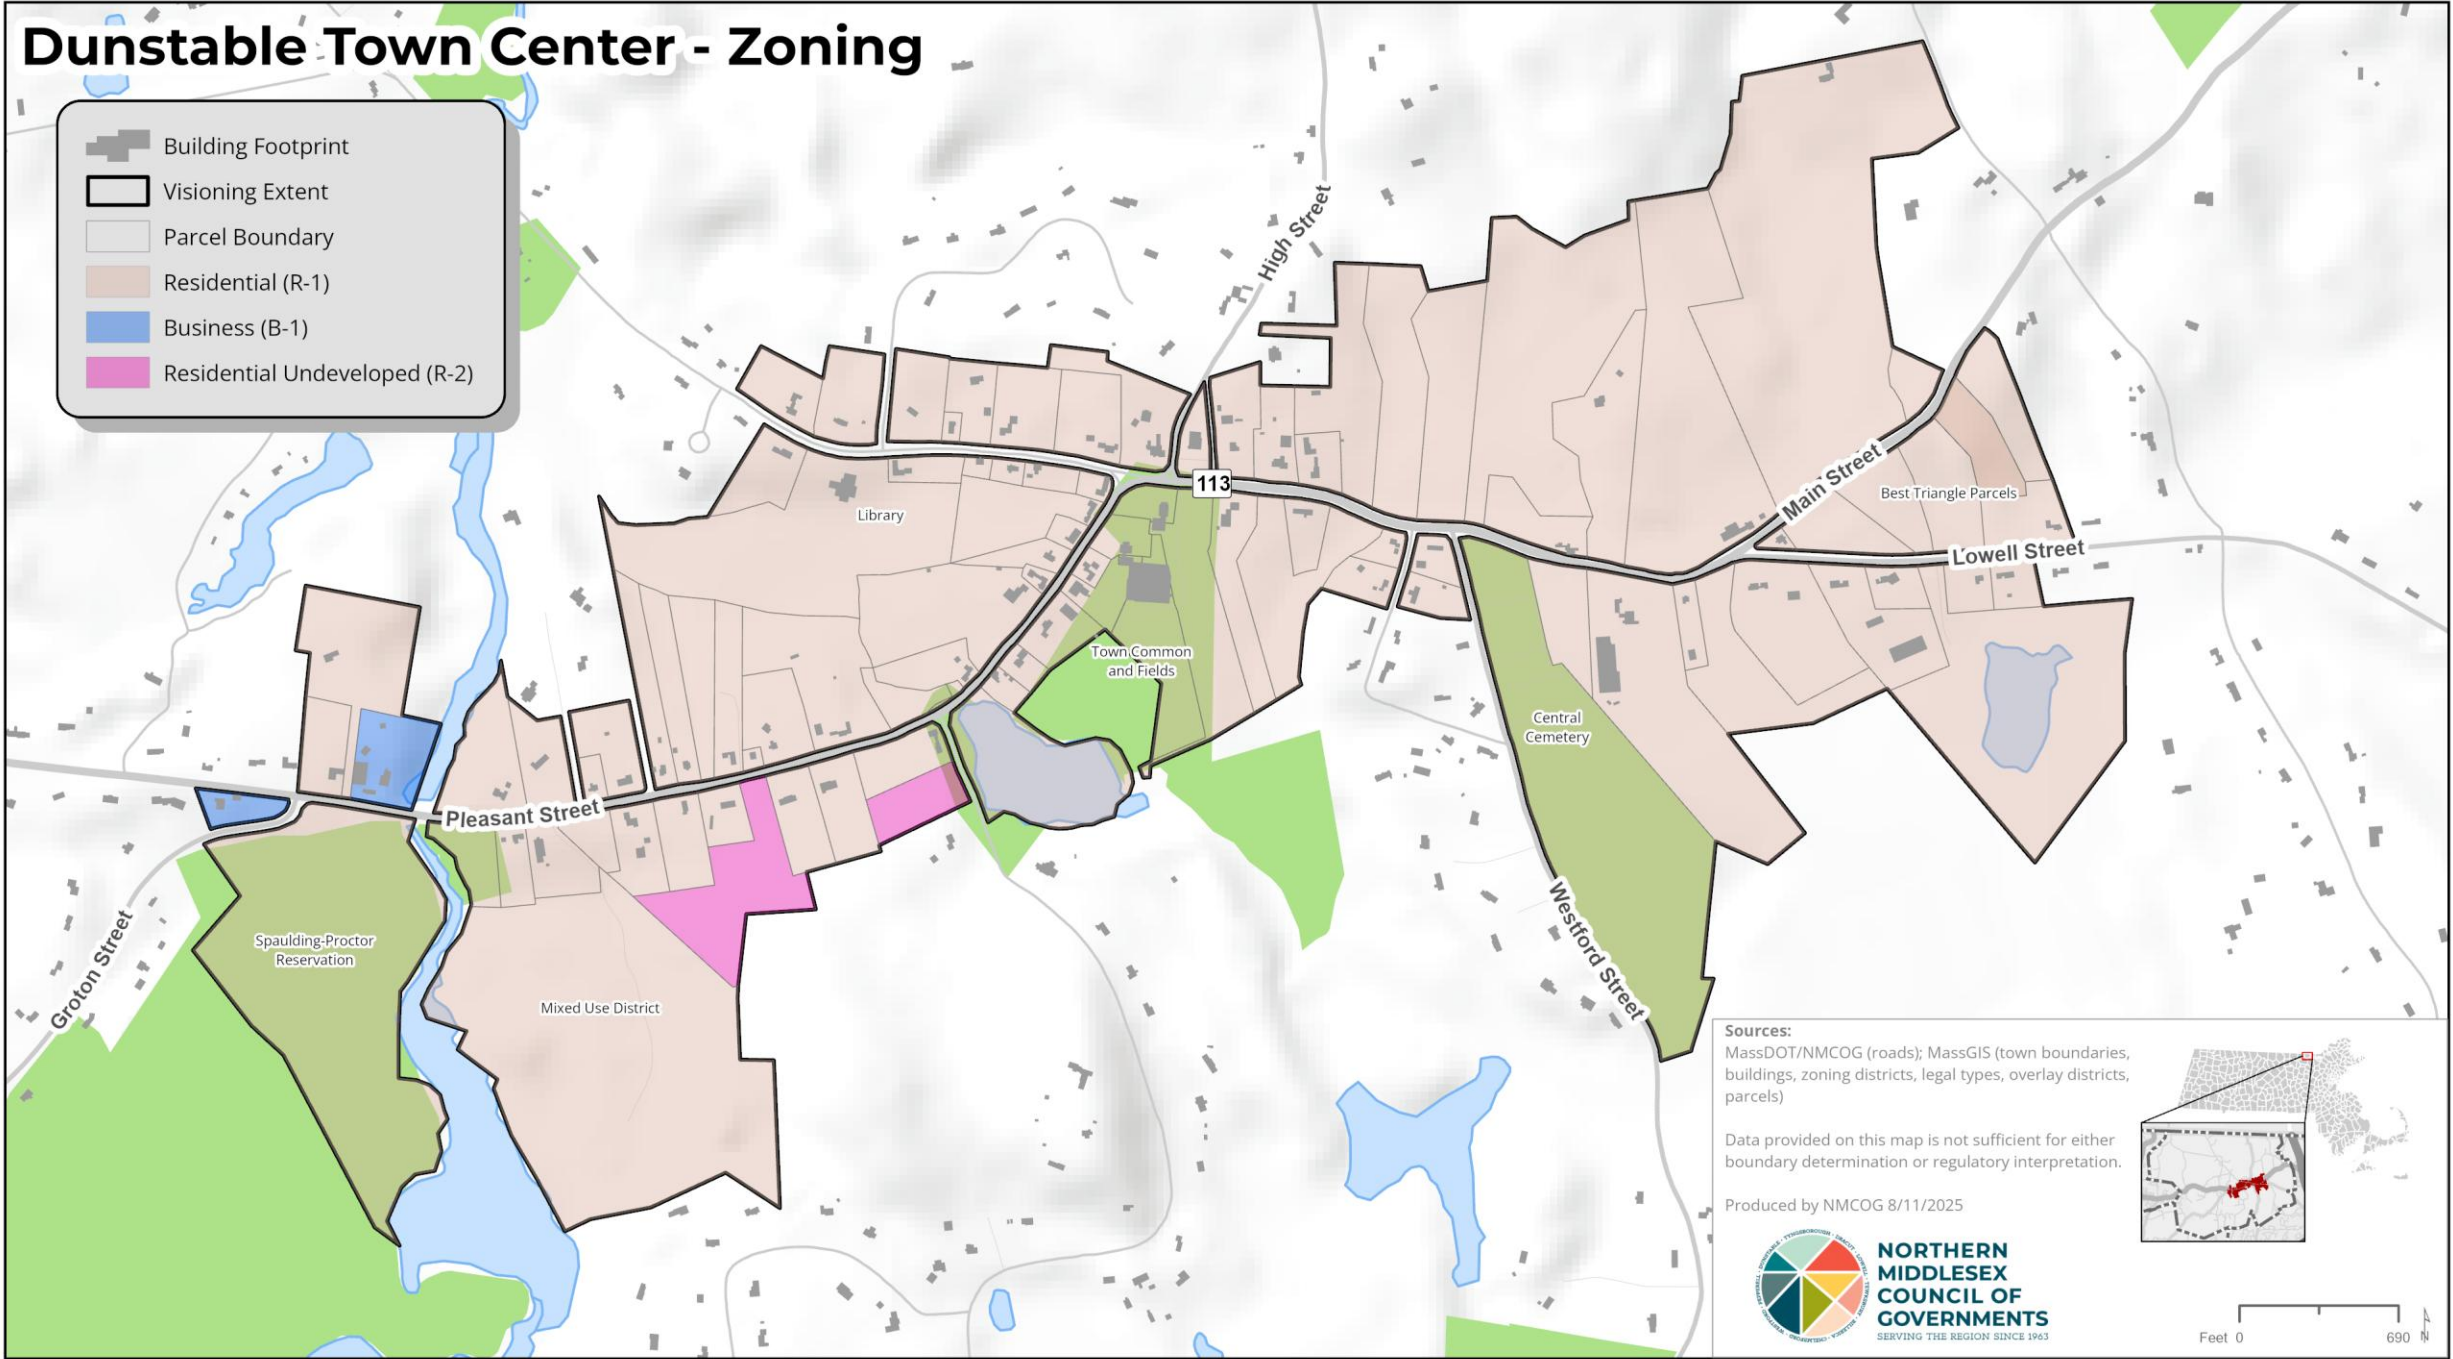 Dunstable Town Center - Zoning
Building Footprint
Visioning Extent
Parcel Boundary
Residential (R-1)
Business (B-1)
Residential Undeveloped (R-2)
High Street
113
Library
Main Street
Best Triangle Parcels
Lowell Street
Town Common
and Fields
Central
Cemetery
Pleasant Street
Groton Street
Spaulding-Proctor
Reservation
Mixed Use District
Westford Street
Sources:
MassDOT/NMCOG (roads); MassGIS (town boundaries,
buildings, zoning districts, legal types, overlay districts,
parcels)
Data provided on this map is not sufficient for either
boundary determination or regulatory interpretation.
Produced by NMCOG 8/11/2025
NORTHERN
MIDDLESEX
COUNCIL OF
GOVERNMENTS
SERVING THE REGION SINCE 1963
Feet 0 690 N